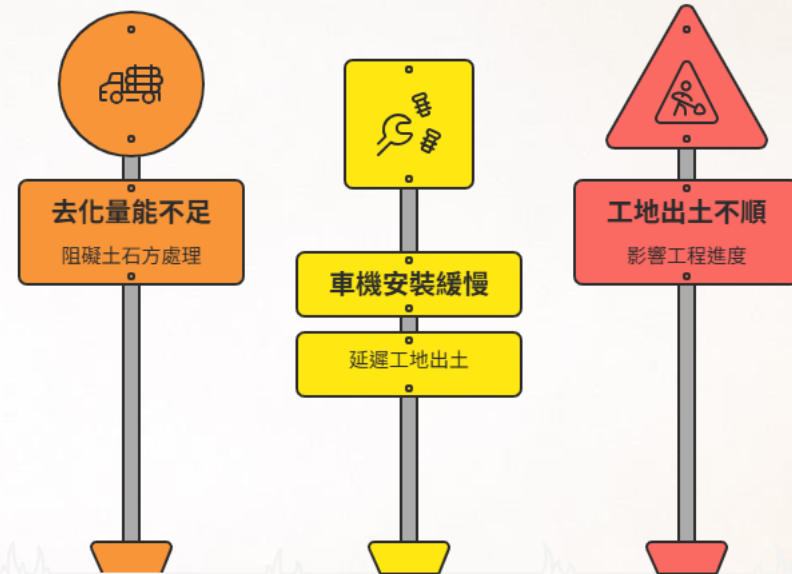 去化量能不足
阻礙土石方處理
車機安裝緩慢
延遲工地出土
工地出土不順
影響工程進度